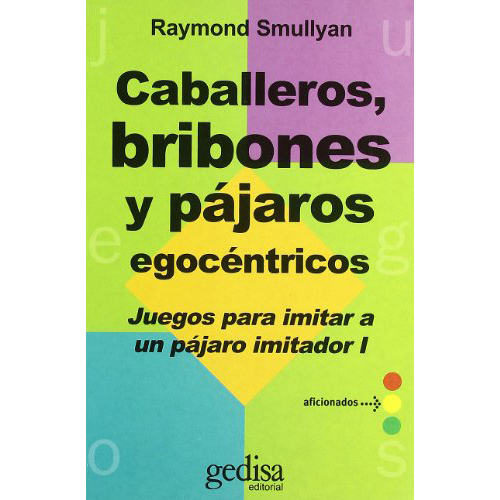 Raymond Smullyan
j u
Caballeros,
bribones
y pájaros
e g
egocéntricos
Juegos para imitar a
un pájaro imitador I
aficionados
o s
gedisa
editorial